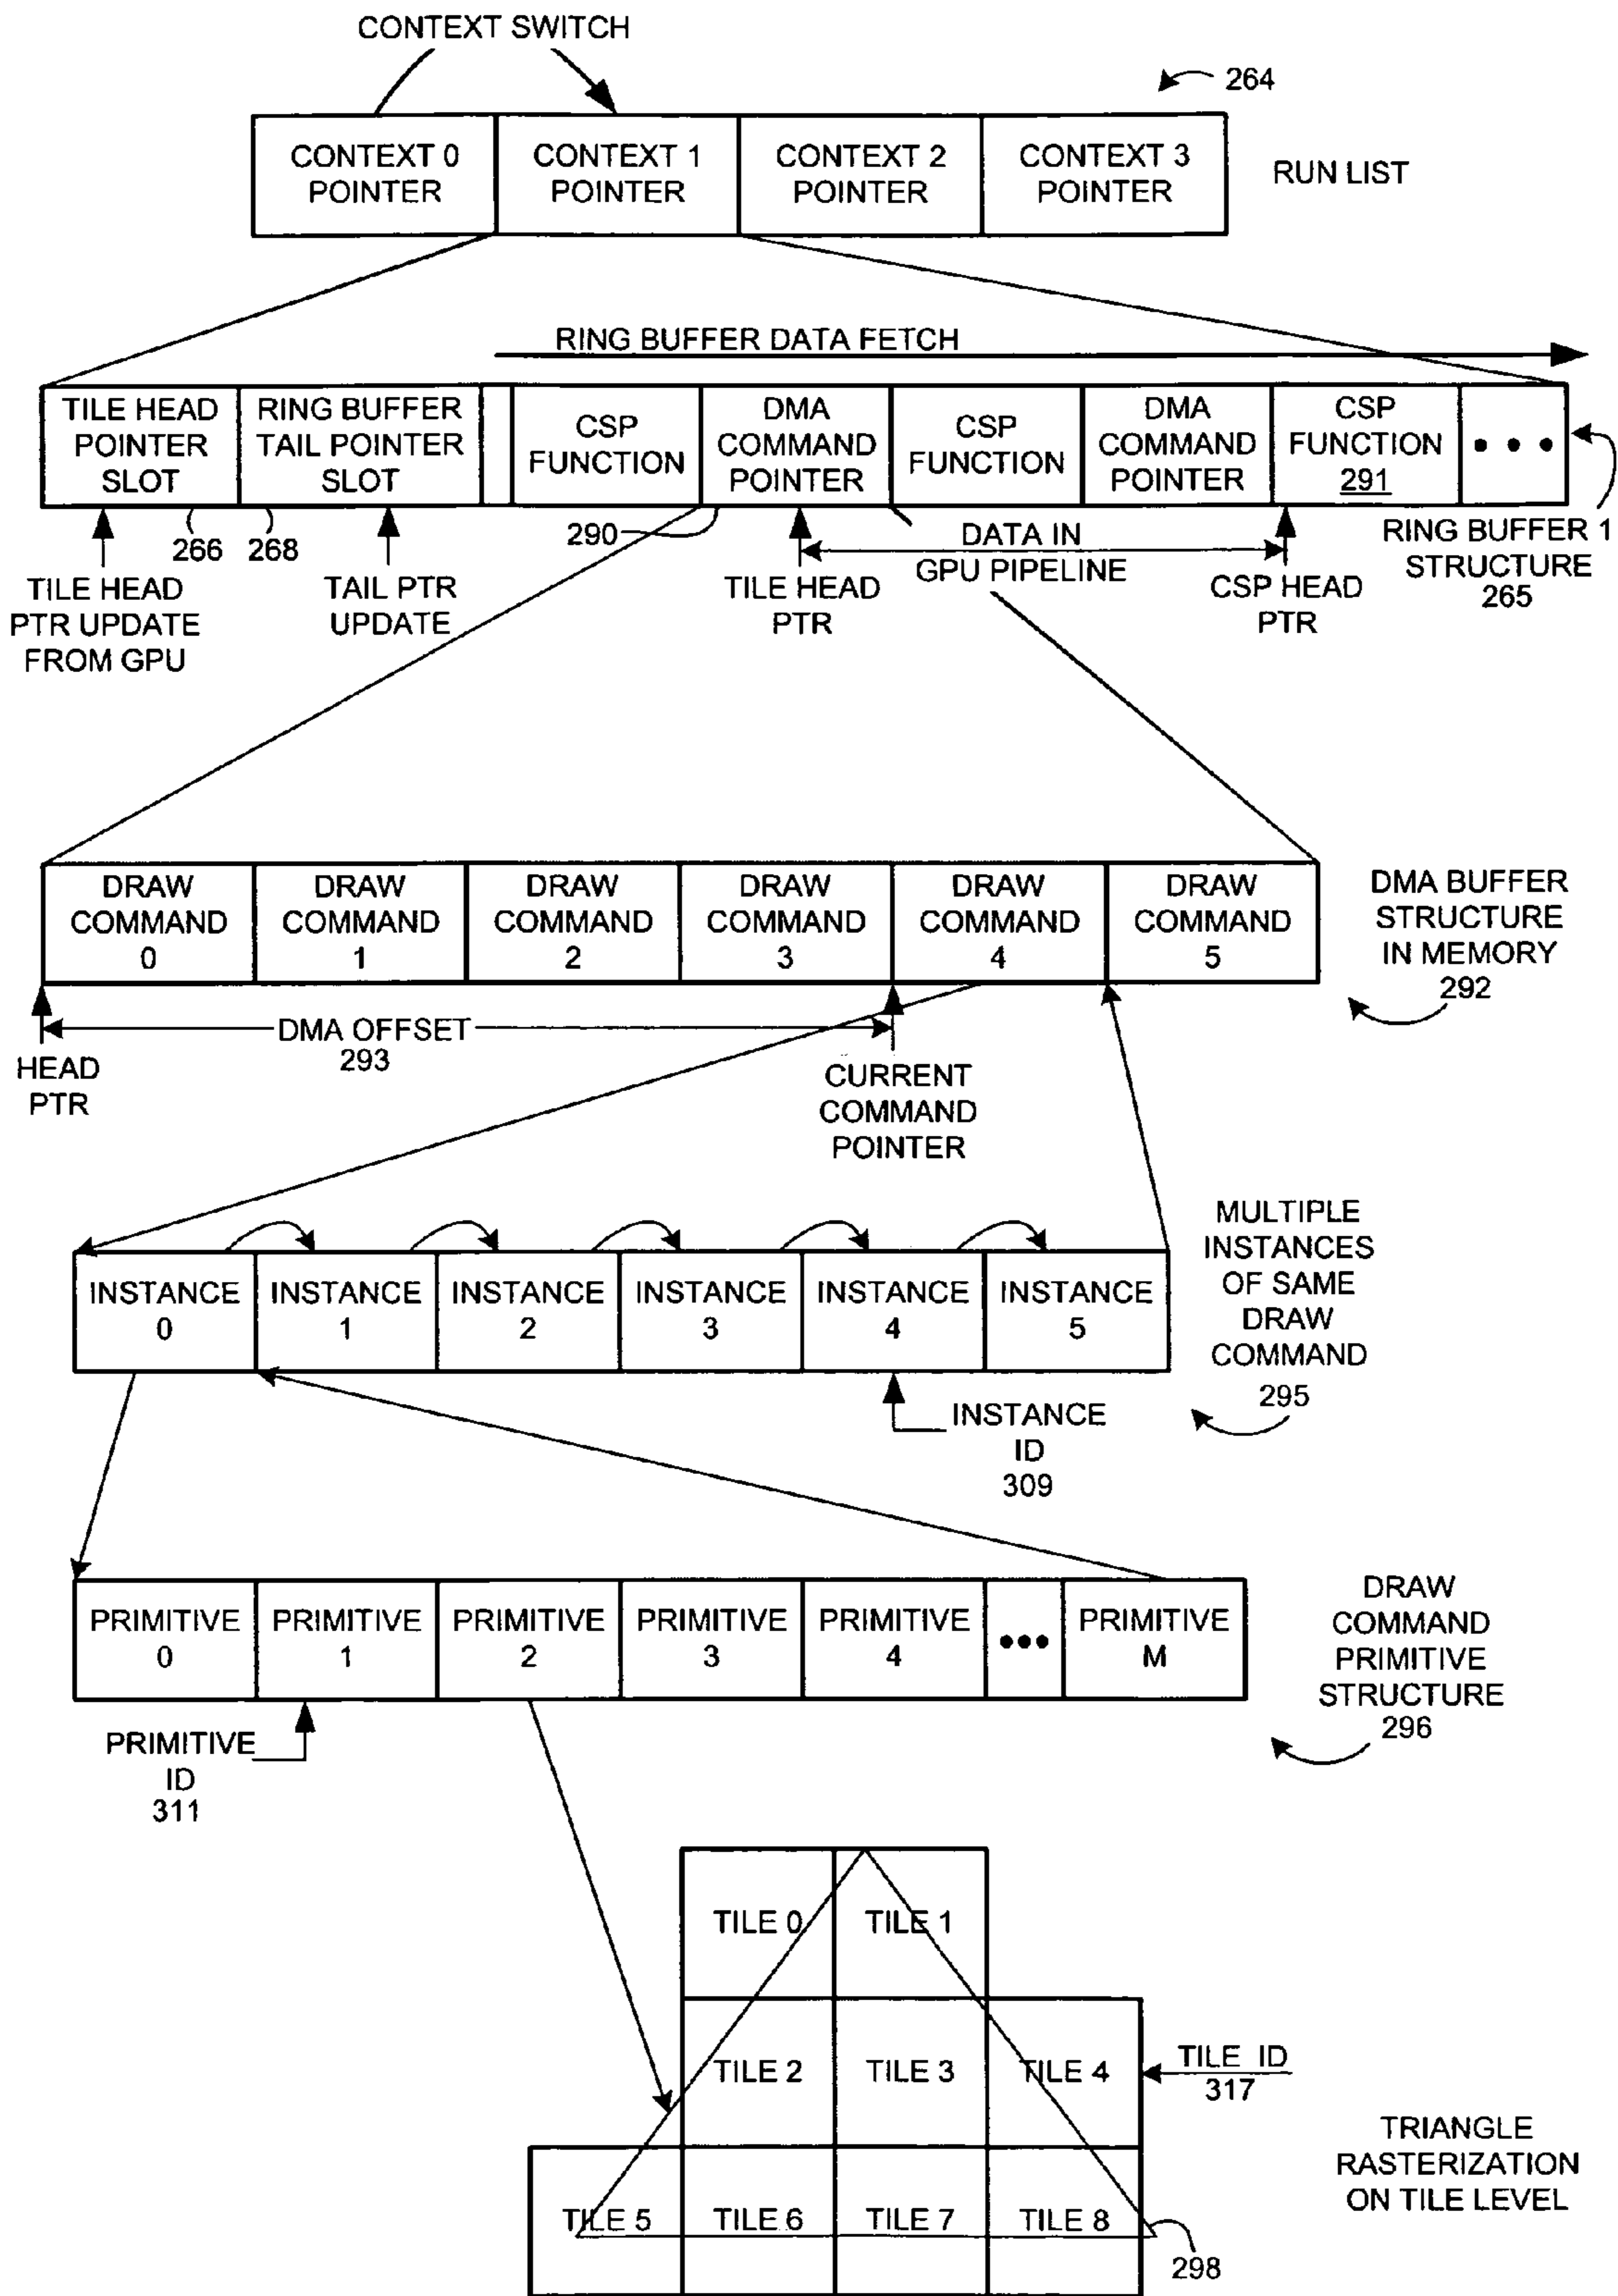 CONTEXT SWITCH
264
CONTEXT 0
POINTER
CONTEXT 1
POINTER
CONTEXT 2
POINTER
CONTEXT 3
POINTER
RUN LIST
RING BUFFER DATA FETCH
TILE HEAD
POINTER
SLOT
RING BUFFER
TAIL POINTER
SLOT
CSP
FUNCTION
DMA
COMMAND
POINTER
CSP
FUNCTION
DMA
COMMAND
POINTER
CSP
FUNCTION
291
•••
266
268
290
DATA IN
GPU PIPELINE
RING BUFFER 1
STRUCTURE
265
TILE HEAD
PTR UPDATE
FROM GPU
TAIL PTR
UPDATE
TILE HEAD
PTR
CSP HEAD
PTR
DRAW
COMMAND
0
DRAW
COMMAND
1
DRAW
COMMAND
2
DRAW
COMMAND
3
DRAW
COMMAND
4
DRAW
COMMAND
5
DMA BUFFER
STRUCTURE
IN MEMORY
292
DMA OFFSET
293
HEAD
PTR
CURRENT
COMMAND
POINTER
INSTANCE
0
INSTANCE
1
INSTANCE
2
INSTANCE
3
INSTANCE
4
INSTANCE
5
MULTIPLE
INSTANCES
OF SAME
DRAW
COMMAND
295
INSTANCE
ID
309
PRIMITIVE
0
PRIMITIVE
1
PRIMITIVE
2
PRIMITIVE
3
PRIMITIVE
4
•••
PRIMITIVE
M
DRAW
COMMAND
PRIMITIVE
STRUCTURE
296
PRIMITIVE
ID
311
TILE 0
TILE 1
TILE 2
TILE 3
TILE 4
TILE ID
317
TRIANGLE
RASTERIZATION
ON TILE LEVEL
TILE 5
TILE 6
TILE 7
TILE 8
298